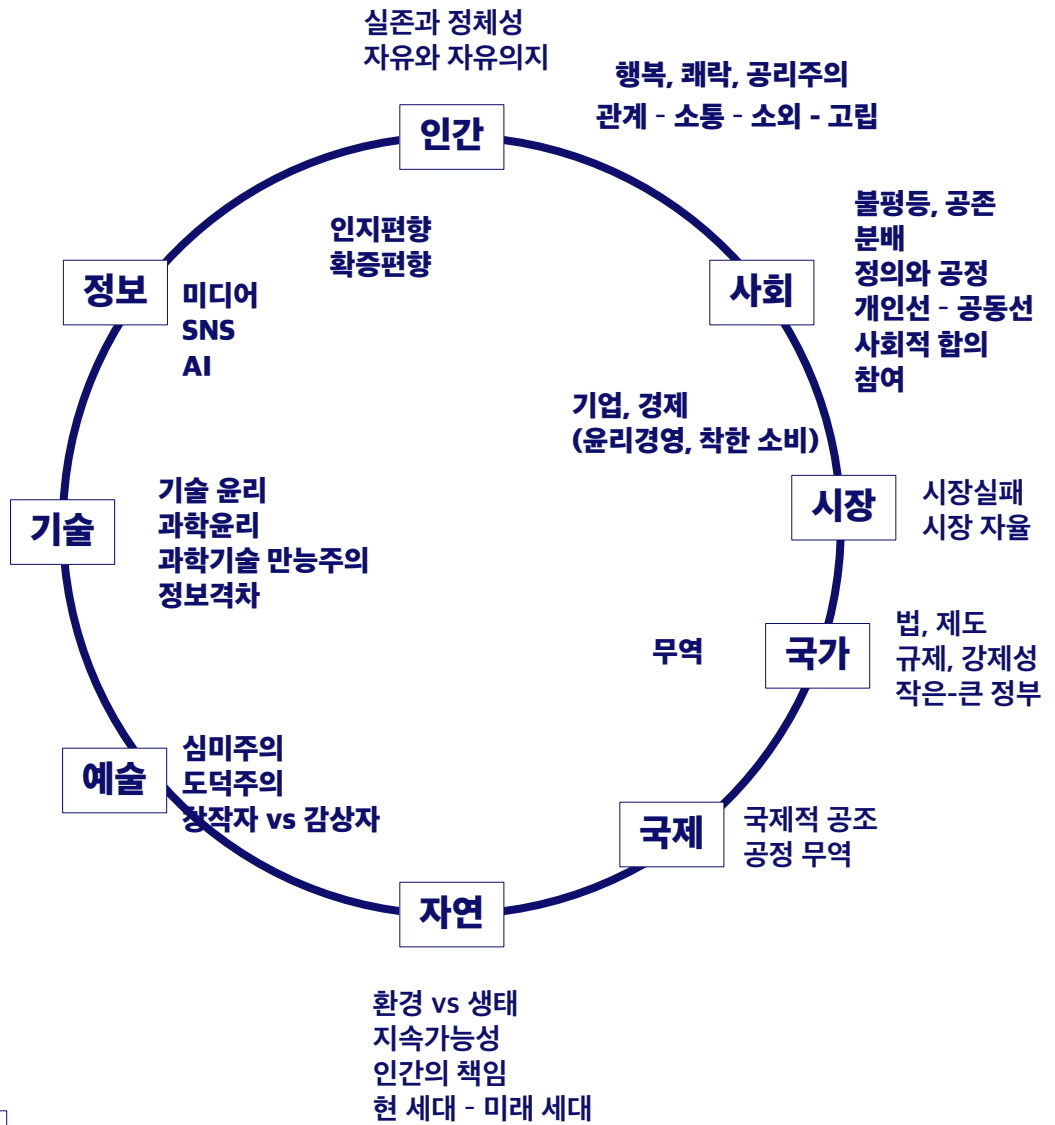 실존과 정체성
자유와 자유의지
행복, 쾌락, 공리주의
관계 - 소통 - 소외 - 고립
인간
인지편향
확증편향
불평등, 공존
분배
정의와 공정
개인선 - 공동선
사회적 합의
참여
사회
정보
미디어
SNS
AI
기업, 경제
(윤리경영, 착한 소비)
시장
시장실패
시장 자율
기술
기술 윤리
과학윤리
과학기술 만능주의
정보격차
무역
국가
법, 제도
규제, 강제성
작은-큰 정부
예술
심미주의
도덕주의
창작자 vs 감상자
국제
국제적 공조
공정 무역
자연
환경 vs 생태
지속가능성
인간의 책임
현 세대 - 미래 세대